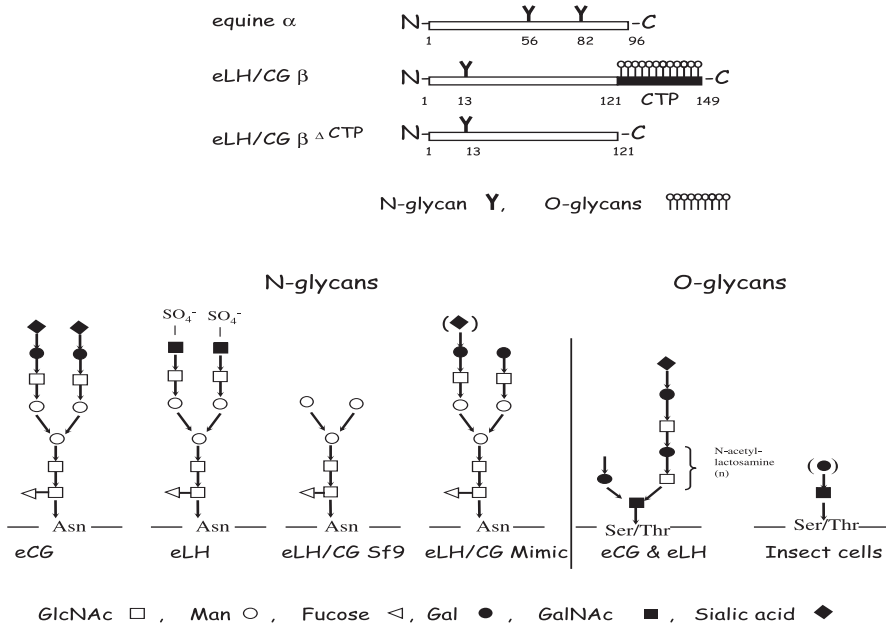 equine α N- -C
1 56 82 96
eLH/CG β N- -C
1 13 121 CTP 149
eLH/CG β Δ CTP N- -C
1 13 121
N-glycan , O-glycans
N-glycans O-glycans
SO4- SO4-
( )
N-acetyl-
lactosamine
(n)
( )
Asn Asn Asn Asn Ser/Thr Ser/Thr
eCG eLH eLH/CG Sf9 eLH/CG Mimic eCG & eLH Insect cells
GlcNAc , Man , Fucose , Gal , GalNAc , Sialic acid